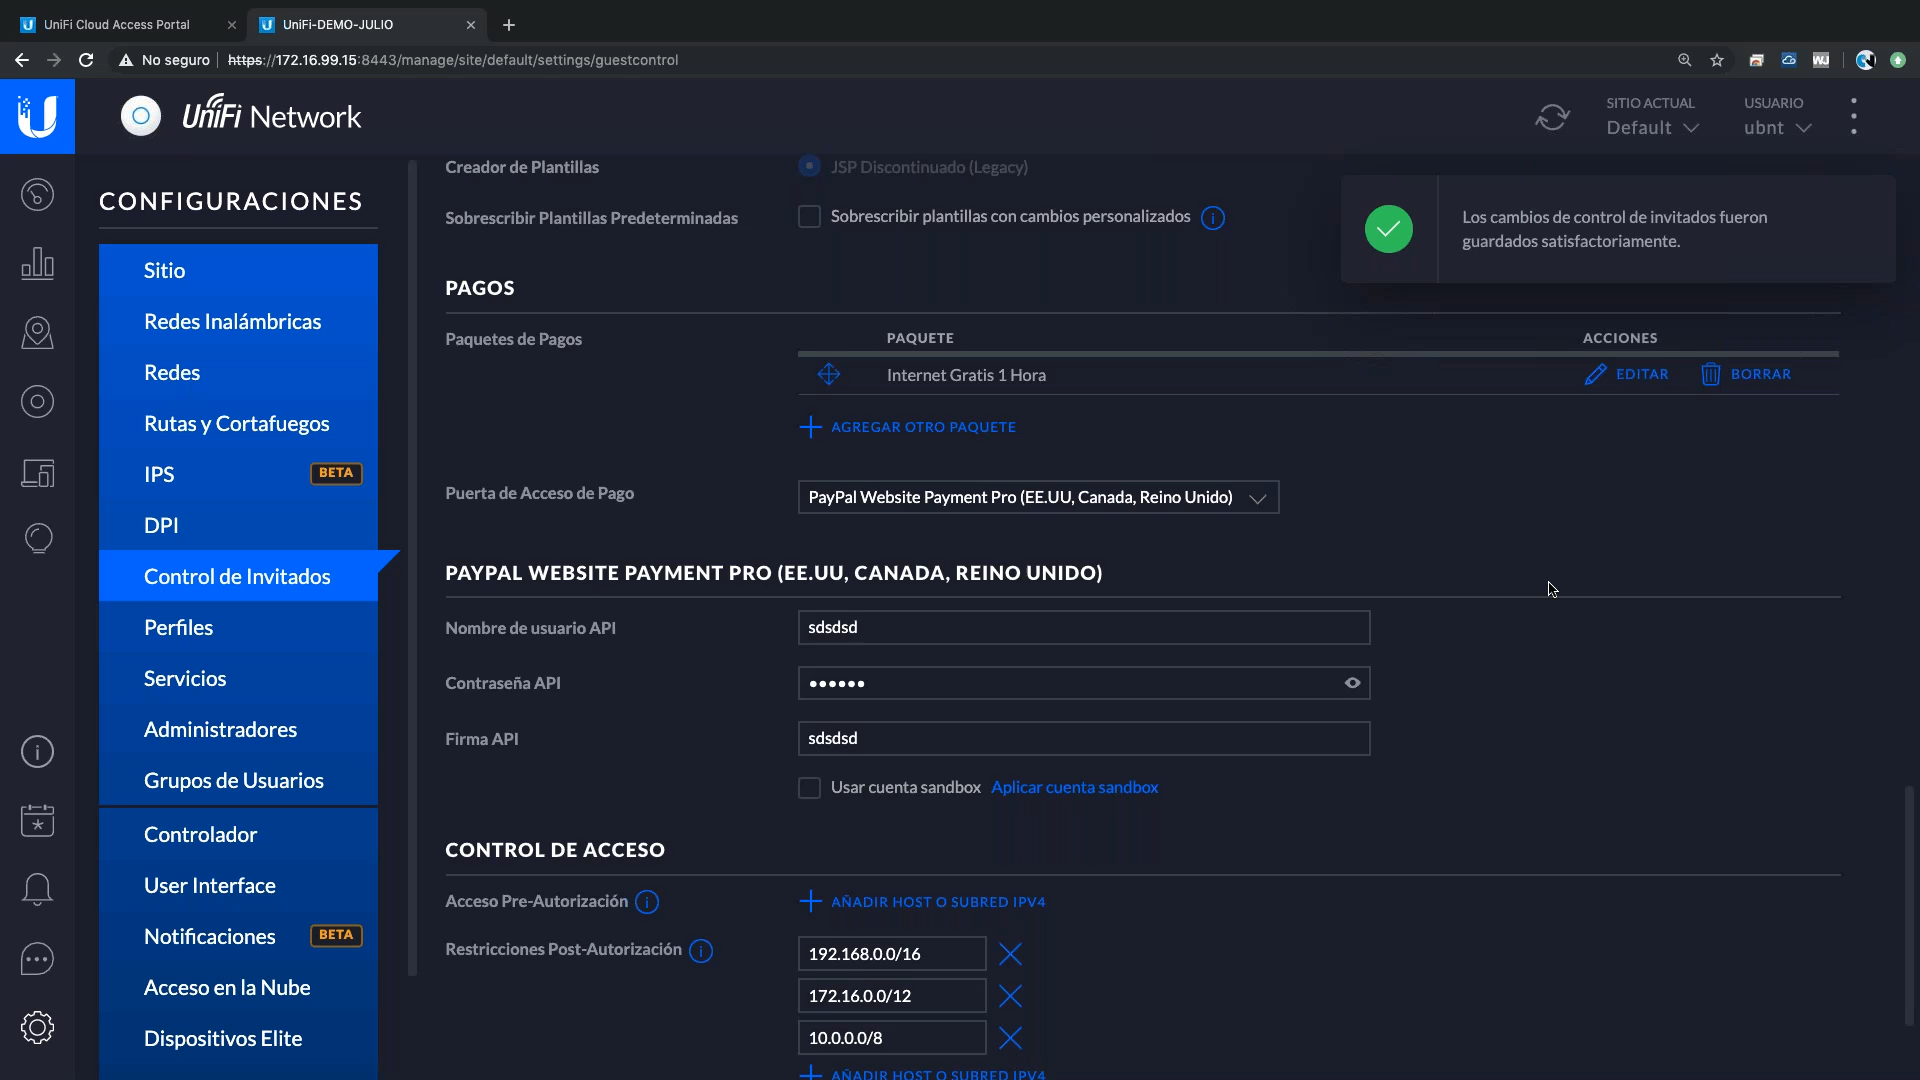 UniFi Cloud Access Portal
UniFi-DEMO-JULIO
No seguro
https://172.16.99.15:8443/manage/site/default/settings/guestcontrol
UniFi Network
SITIO ACTUAL
Default
USUARIO
ubnt
CONFIGURACIONES
Sitio
Redes Inalámbricas
Redes
Rutas y Cortafuegos
IPS BETA
DPI
Control de Invitados
Perfiles
Servicios
Administradores
Grupos de Usuarios
Controlador
User Interface
Notificaciones BETA
Acceso en la Nube
Dispositivos Elite
Creador de Plantillas
JSP Discontinuado (Legacy)
Sobrescribir Plantillas Predeterminadas
Sobrescribir plantillas con cambios personalizados
Los cambios de control de invitados fueron
guardados satisfactoriamente.
PAGOS
Paquetes de Pagos
PAQUETE ACCIONES
Internet Gratis 1 Hora EDITAR BORRAR
AGREGAR OTRO PAQUETE
Puerta de Acceso de Pago
PayPal Website Payment Pro (EE.UU, Canada, Reino Unido)
PAYPAL WEBSITE PAYMENT PRO (EE.UU, CANADA, REINO UNIDO)
Nombre de usuario API
sdsdsd
Contraseña API
••••••
Firma API
sdsdsd
Usar cuenta sandbox Aplicar cuenta sandbox
CONTROL DE ACCESO
Acceso Pre-Autorización
AÑADIR HOST O SUBRED IPV4
Restricciones Post-Autorización
192.168.0.0/16
172.16.0.0/12
10.0.0.0/8
AÑADIR HOST O SUBRED IPV4